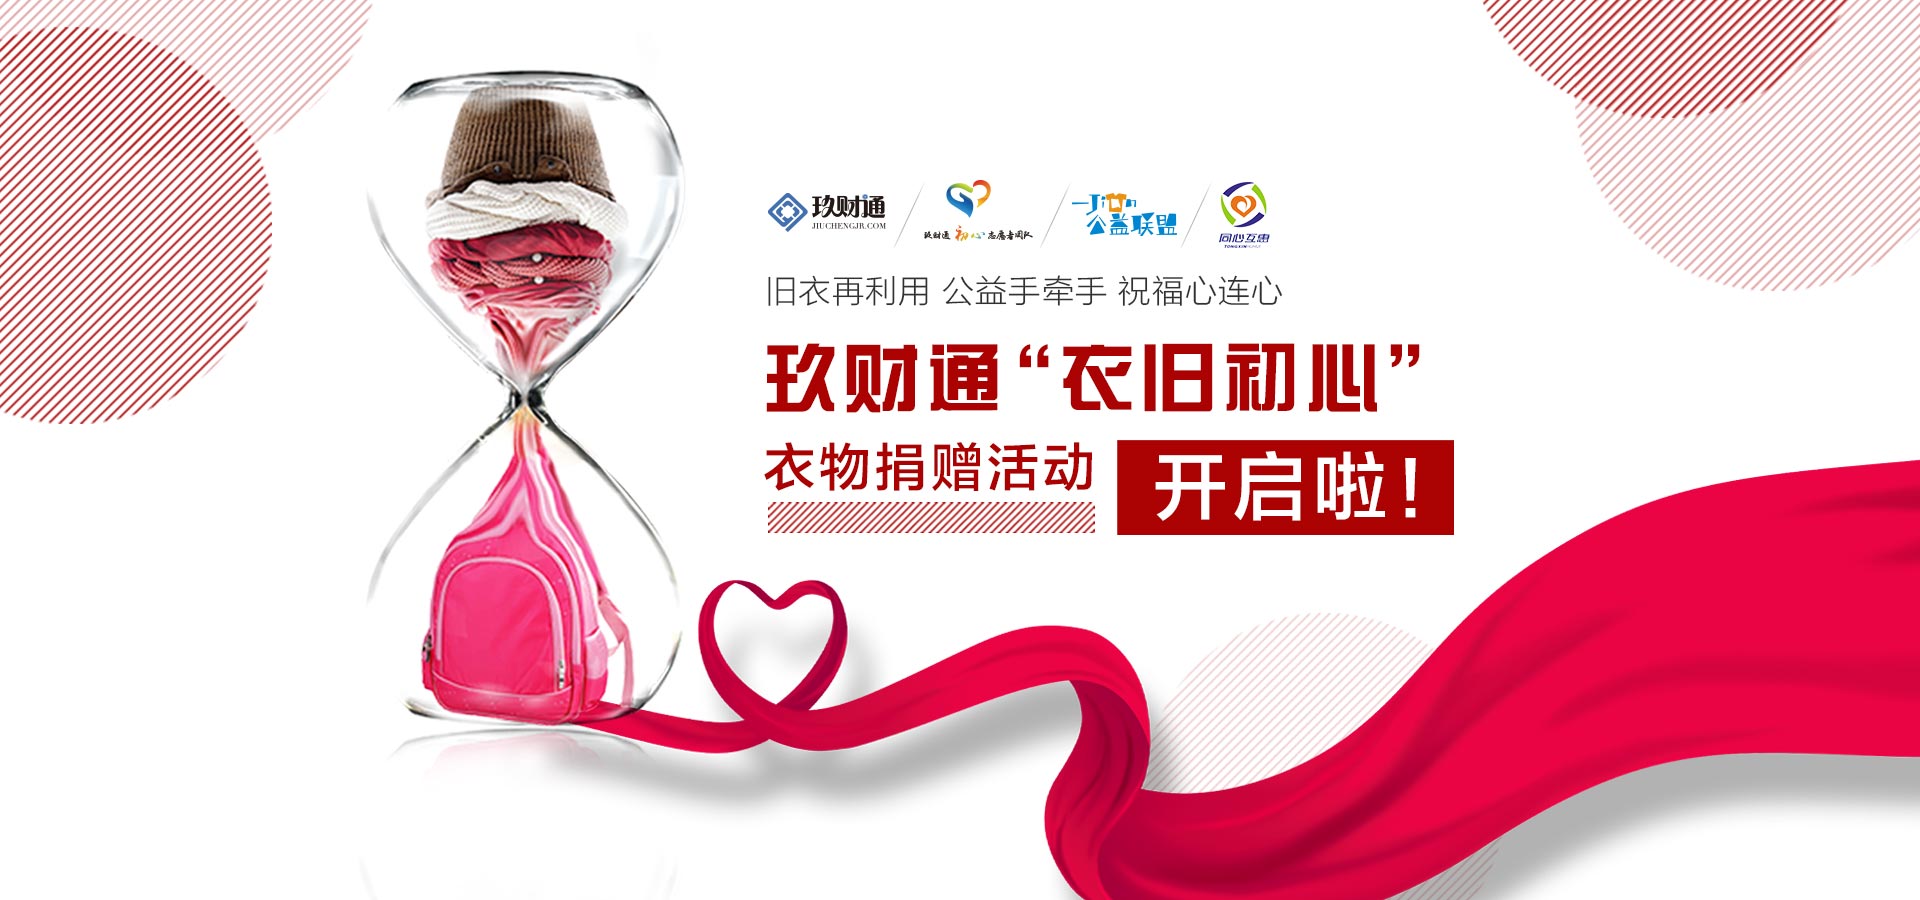 玖财通
JIUCHENGJR.COM
玖财通 初心 志愿者团队
公益联盟
同心互惠
旧衣再利用 公益手牵手 祝福心连心
玖财通“衣旧初心”
衣物捐赠活动 开启啦！